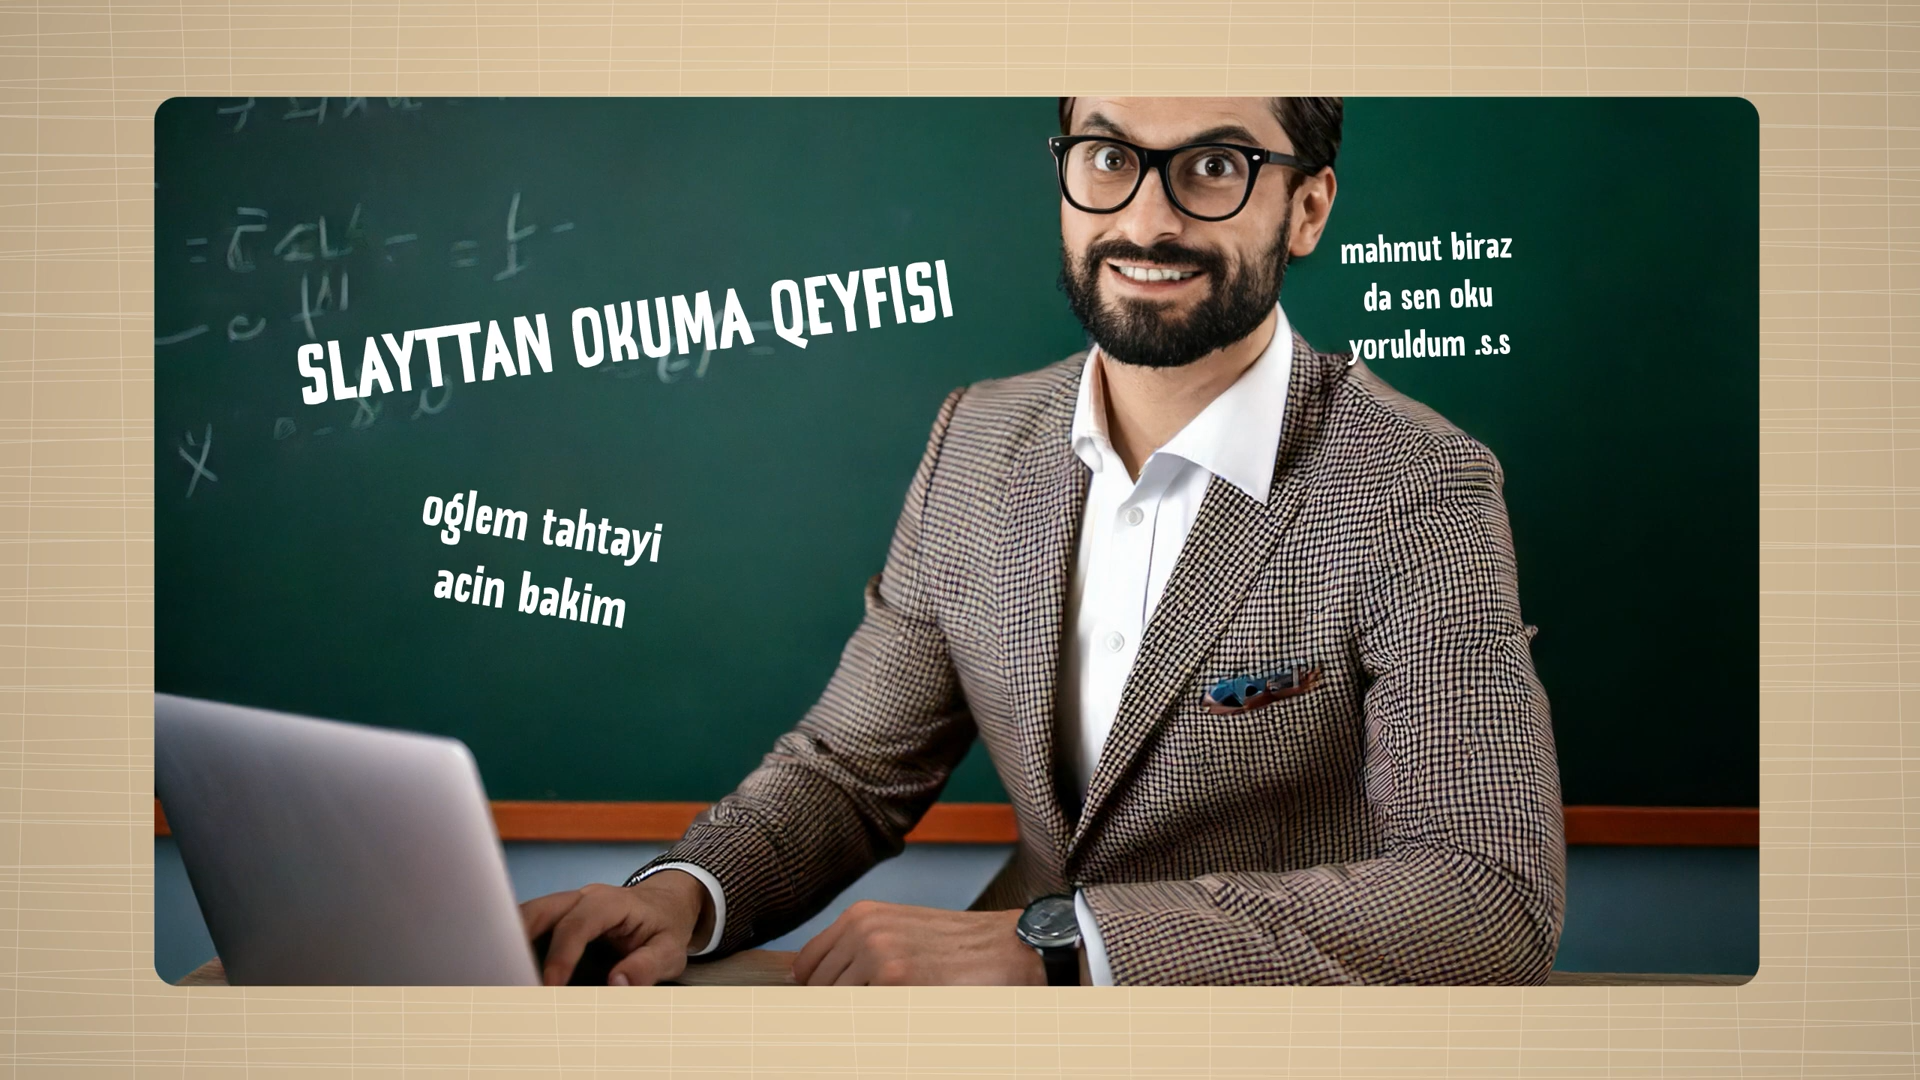 SLAYTTAN OKUMA QEYFISI
mahmut biraz
da sen oku
yoruldum .s.s
oğlem tahtayi
acin bakim